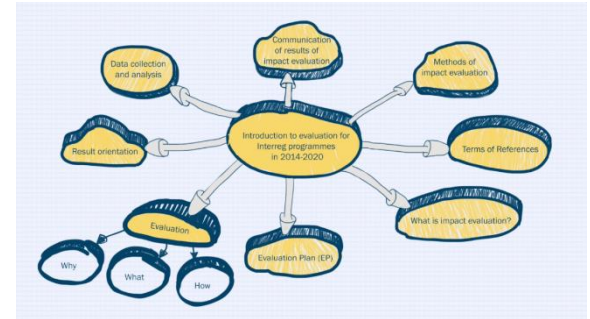 Communication
of results of
impact evaluation
Data collection
and analysis
Methods of
impact evaluation
Introduction to evaluation for
Interreg programmes
in 2014-2020
Result orientation
Terms of References
What is impact evaluation?
Evaluation
Evaluation Plan (EP)
Why
What
How